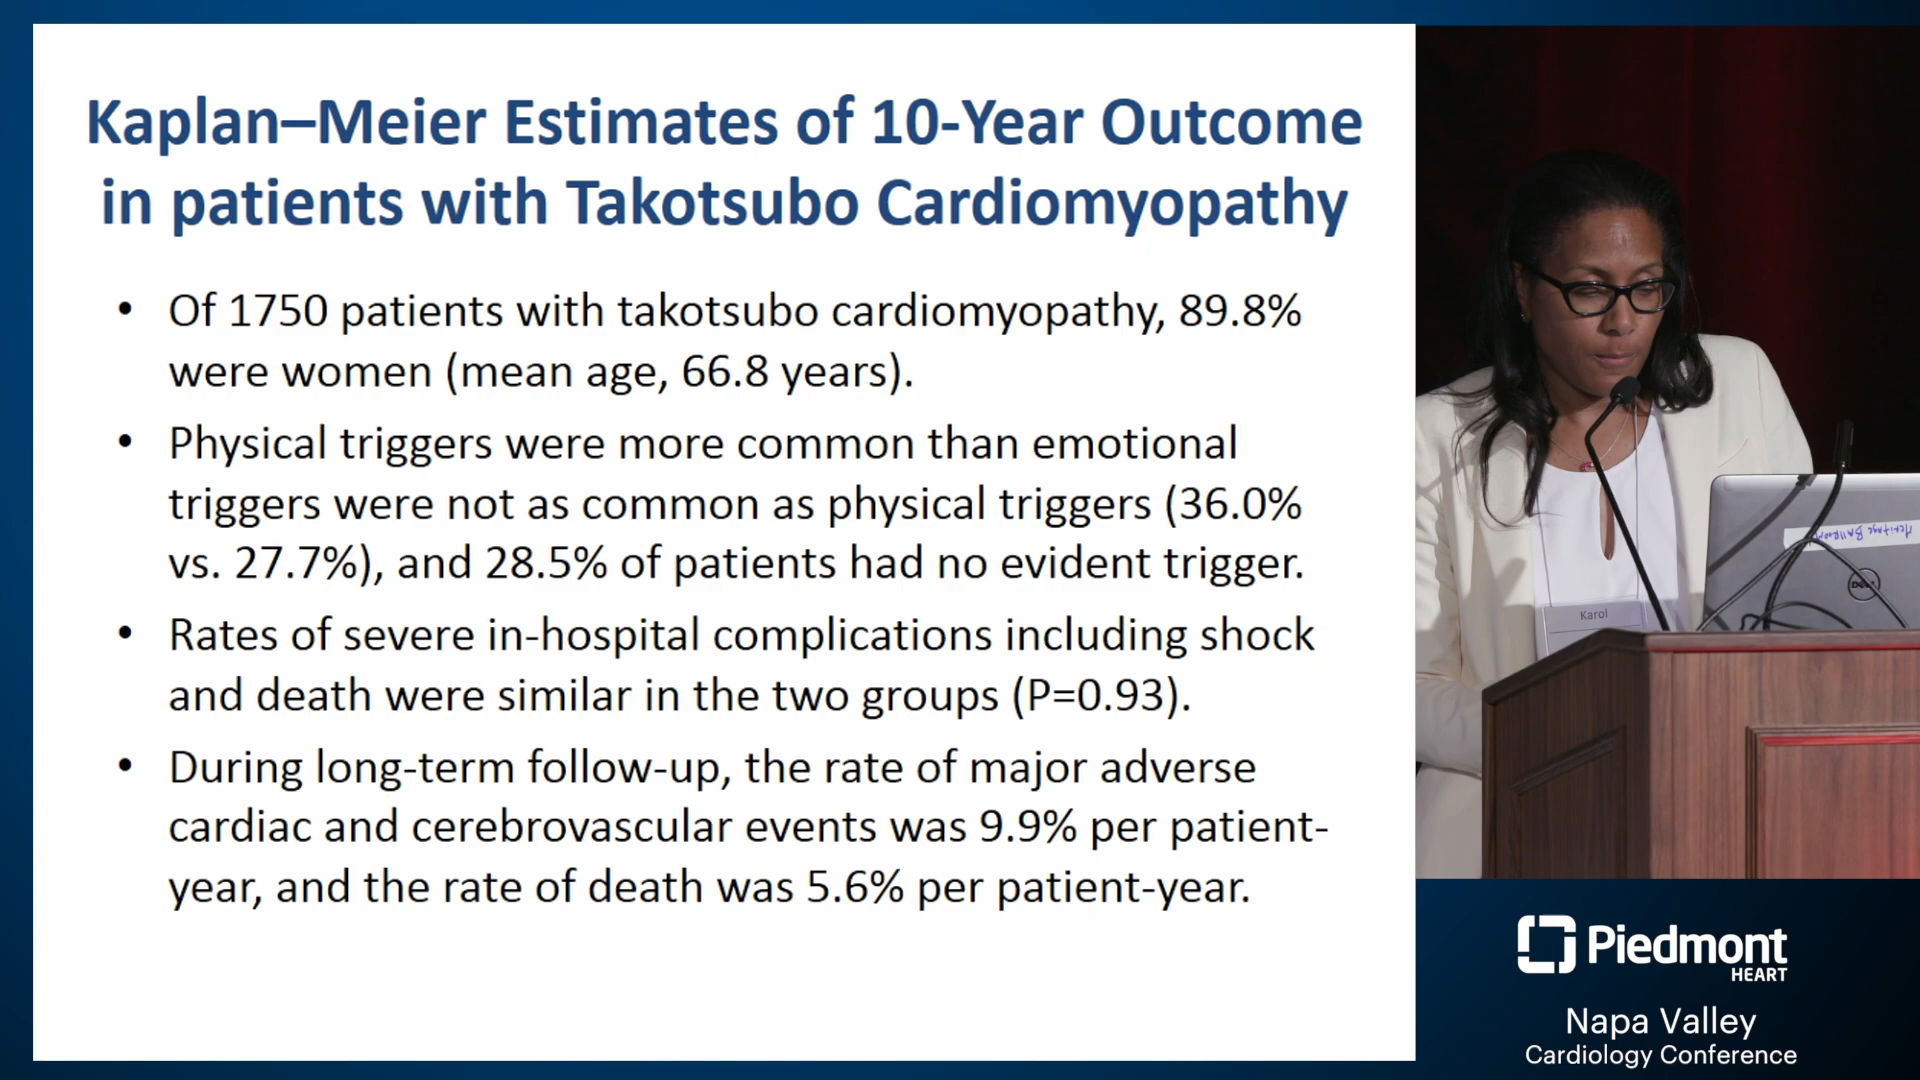 Kaplan–Meier Estimates of 10-Year Outcome
in patients with Takotsubo Cardiomyopathy
• Of 1750 patients with takotsubo cardiomyopathy, 89.8%
were women (mean age, 66.8 years).
• Physical triggers were more common than emotional
triggers were not as common as physical triggers (36.0%
vs. 27.7%), and 28.5% of patients had no evident trigger.
• Rates of severe in-hospital complications including shock
and death were similar in the two groups (P=0.93).
• During long-term follow-up, the rate of major adverse
cardiac and cerebrovascular events was 9.9% per patient-
year, and the rate of death was 5.6% per patient-year.
Meritage Ballroom
DELL
Karol
Piedmont
HEART
Napa Valley
Cardiology Conference